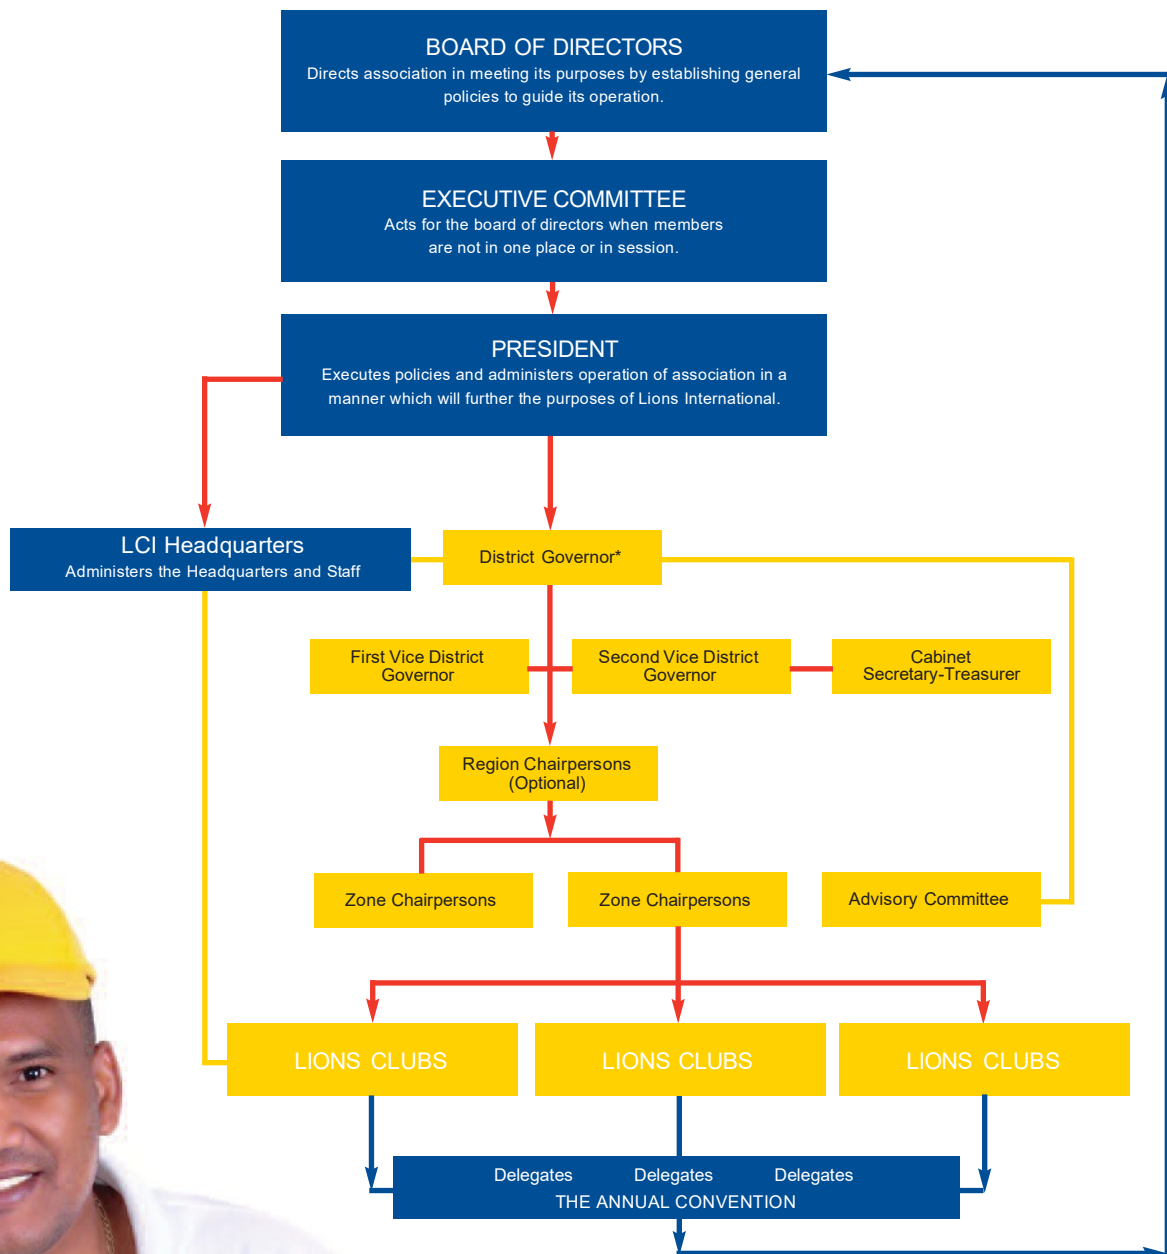 BOARD OF DIRECTORS
Directs association in meeting its purposes by establishing general
policies to guide its operation.
EXECUTIVE COMMITTEE
Acts for the board of directors when members
are not in one place or in session.
PRESIDENT
Executes policies and administers operation of association in a
manner which will further the purposes of Lions International.
LCI Headquarters
Administers the Headquarters and Staff
District Governor*
First Vice District
Governor
Second Vice District
Governor
Cabinet
Secretary-Treasurer
Region Chairpersons
(Optional)
Zone Chairpersons
Zone Chairpersons
Advisory Committee
LIONS CLUBS
LIONS CLUBS
LIONS CLUBS
Delegates Delegates Delegates
THE ANNUAL CONVENTION